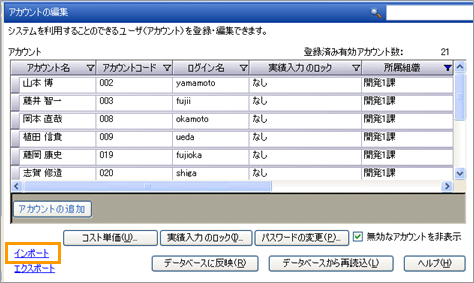 アカウントの編集
システムを利用することのできるユーザ(アカウント)を登録・編集できます。
アカウント 登録済み有効アカウント数: 21
アカウント名 アカウントコード ログイン名 実績入力のロック 所属組織
山本 博 002 yamamoto なし 開発1課
藤井 智一 003 fujii なし 開発1課
岡本 直哉 008 okamoto なし 開発1課
植田 信貴 009 ueda なし 開発1課
藤岡 康史 019 fujioka なし 開発1課
志賀 修造 020 shiga なし 開発1課
アカウントの追加
コスト単価(U)... 実績入力のロック(I)... パスワードの変更(P)... 無効なアカウントを非表示
インポート
エクスポート データベースに反映(R) データベースから再読込(L) ヘルプ(H)